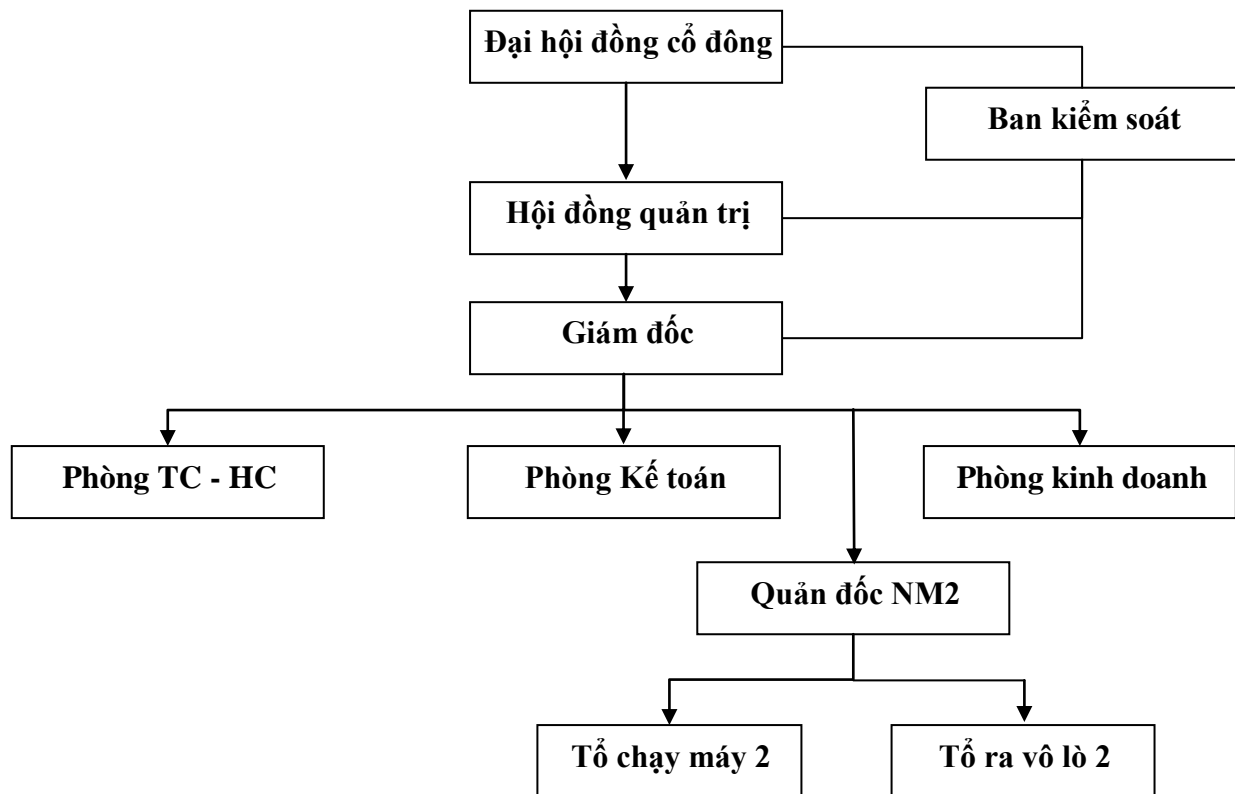 Đại hội đồng cổ đông
Ban kiểm soát
Hội đồng quản trị
Giám đốc
Phòng TC - HC
Phòng Kế toán
Phòng kinh doanh
Quản đốc NM2
Tổ chạy máy 2
Tổ ra vô lò 2